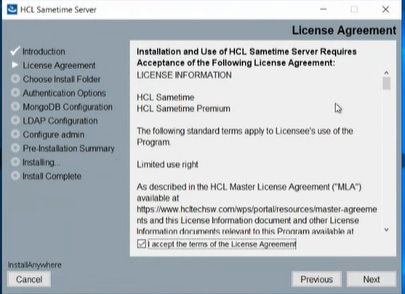 HCL Sametime Server
License Agreement
Introduction
License Agreement
Choose Install Folder
Authentication Options
MongoDB Configuration
LDAP Configuration
Configure admin
Pre-Installation Summary
Installing...
Install Complete
Installation and Use of HCL Sametime Server Requires
Acceptance of the Following License Agreement:
LICENSE INFORMATION
HCL Sametime
HCL Sametime Premium
The following standard terms apply to Licensee's use of the
Program.
Limited use right
As described in the HCL Master License Agreement ("MLA")
available at
https://www.hcltechsw.com/wps/portal/resources/master-agreeme
nts and this License Information document and other License
Information documents relevant to this Program available at
I accept the terms of the License Agreement
InstallAnywhere
Cancel
Previous
Next